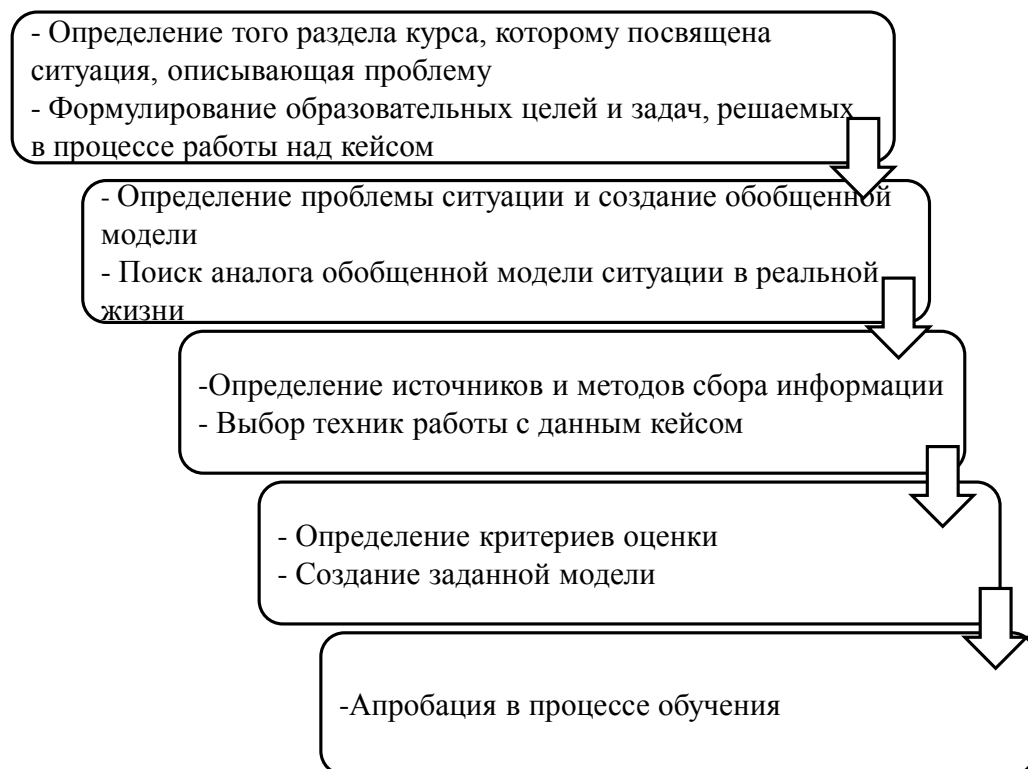 - Определение того раздела курса, которому посвящена
ситуация, описывающая проблему
- Формулирование образовательных целей и задач, решаемых
в процессе работы над кейсом
- Определение проблемы ситуации и создание обобщенной
модели
- Поиск аналога обобщенной модели ситуации в реальной
жизни
-Определение источников и методов сбора информации
- Выбор техник работы с данным кейсом
- Определение критериев оценки
- Создание заданной модели
-Апробация в процессе обучения